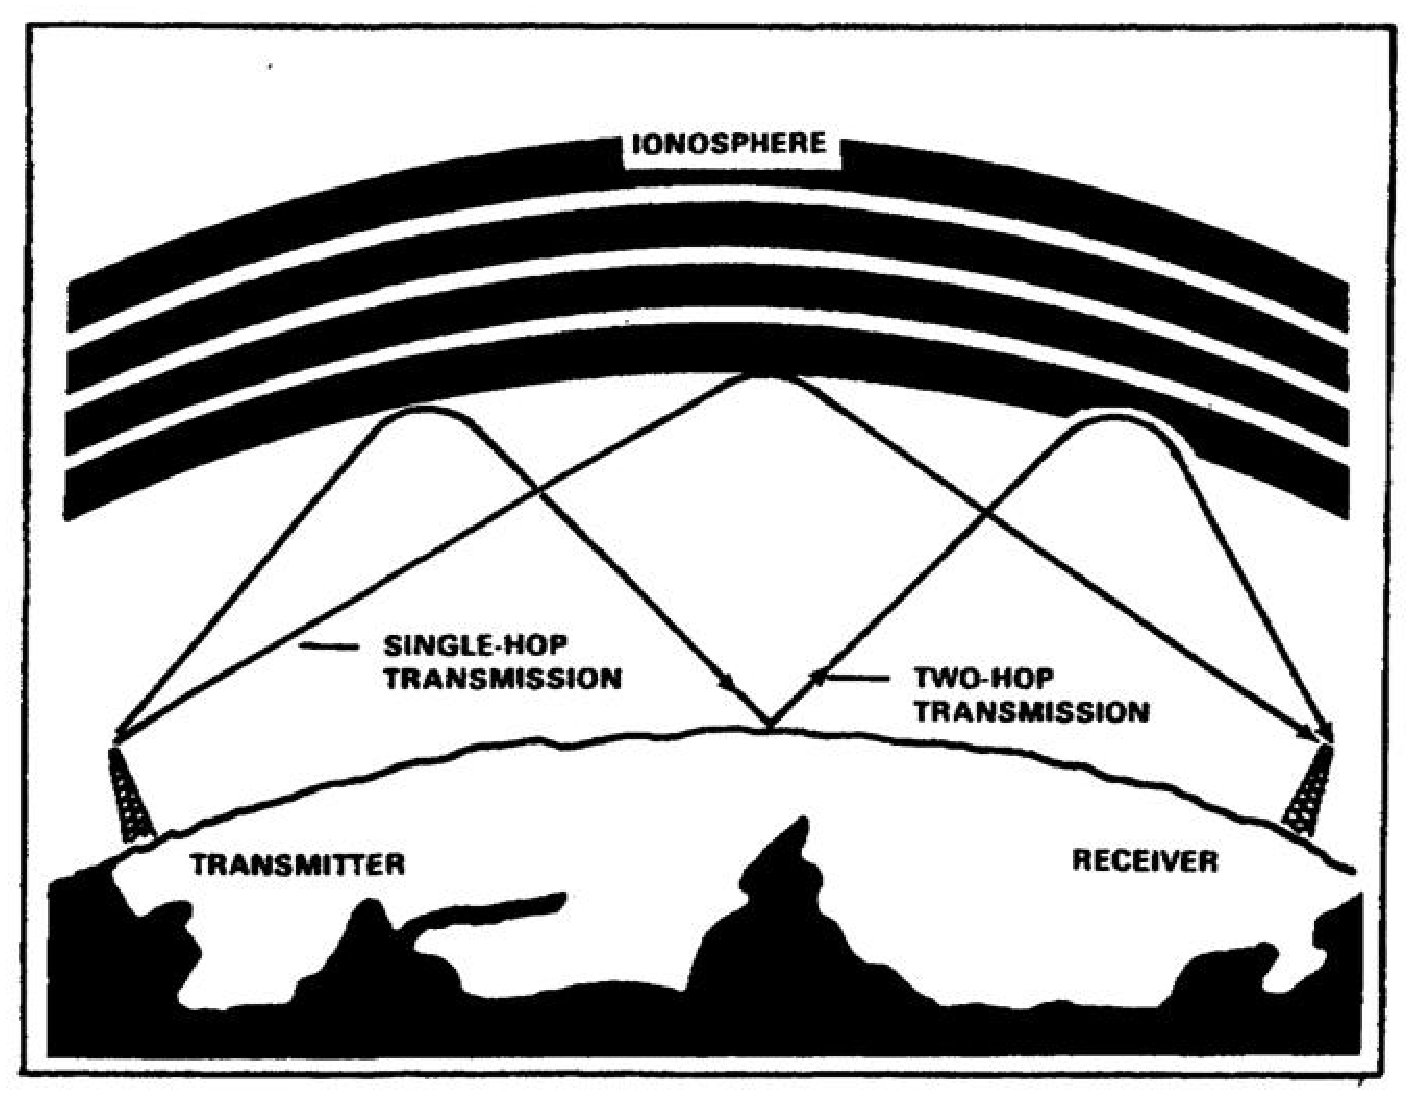 IONOSPHERE
SINGLE-HOP
TRANSMISSION
TWO-HOP
TRANSMISSION
TRANSMITTER
RECEIVER